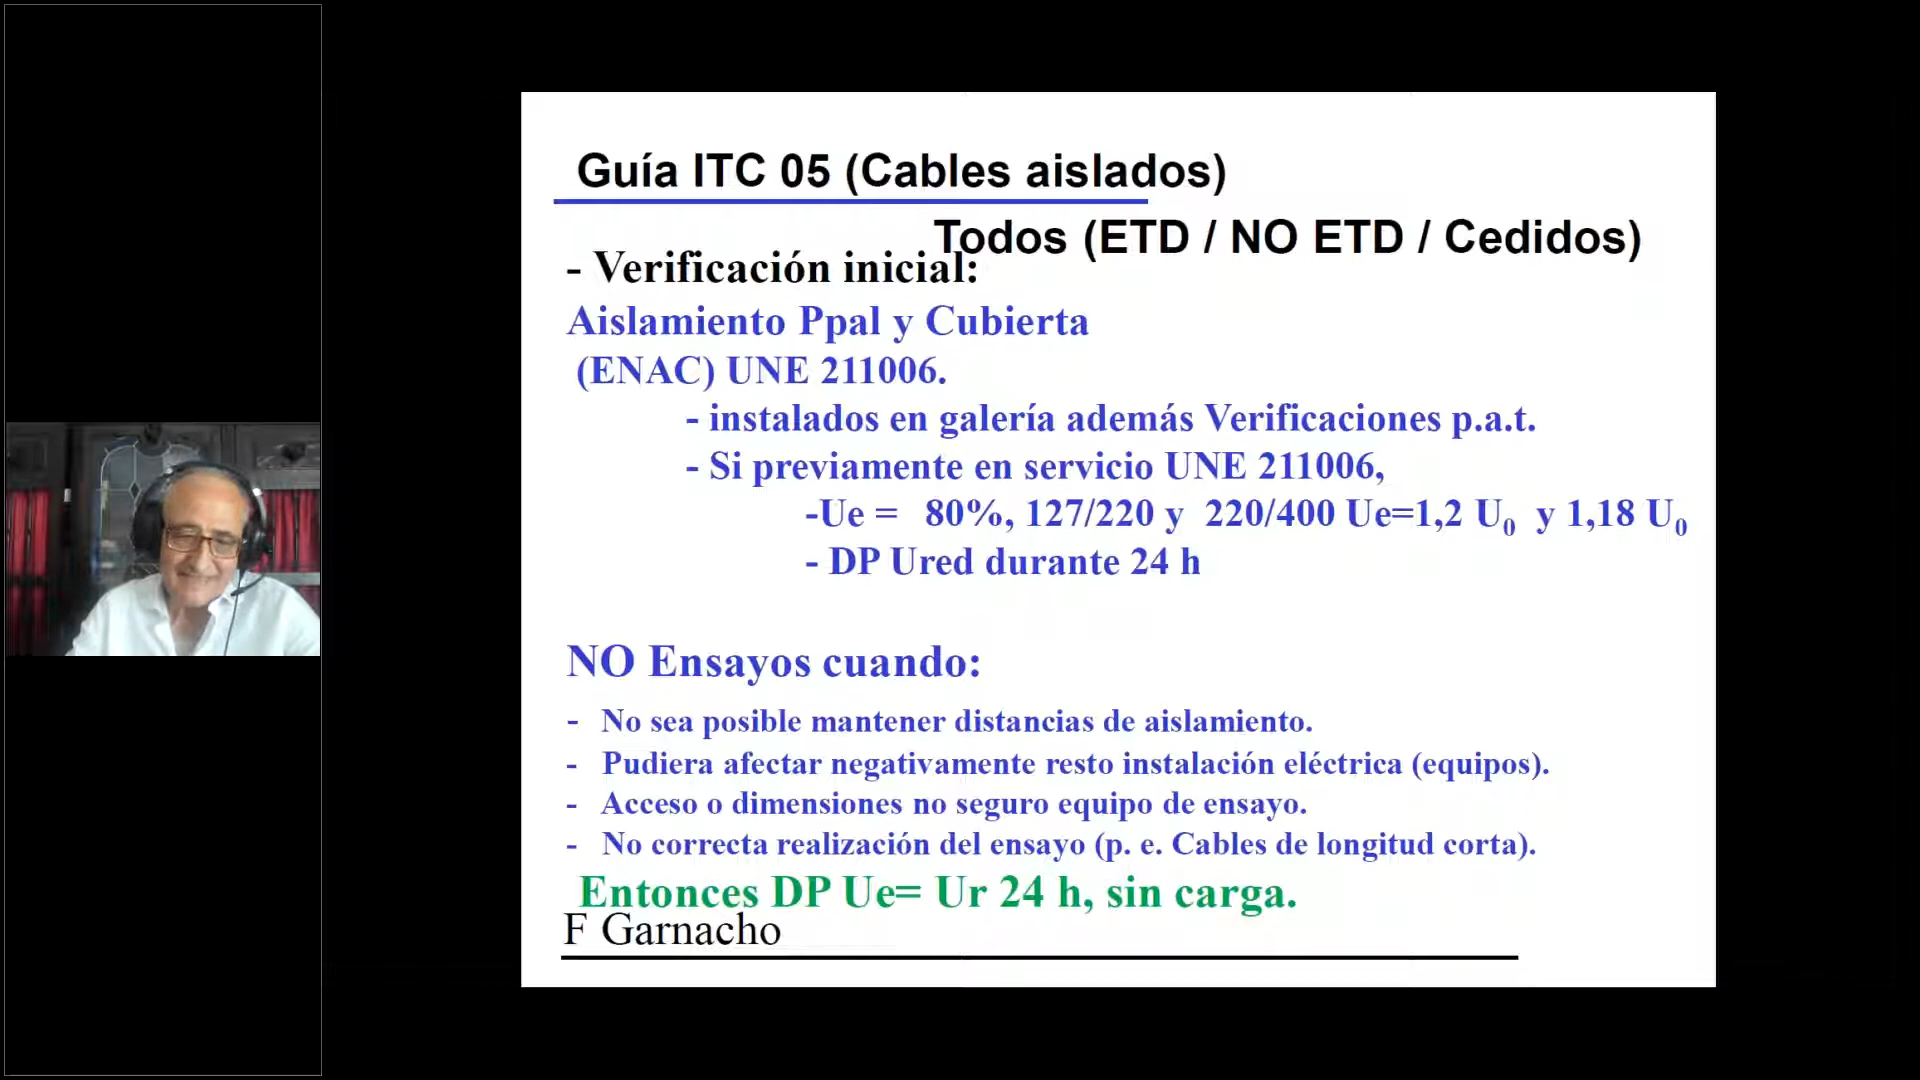 Guía ITC 05 (Cables aislados)
Todos (ETD / NO ETD / Cedidos)
- Verificación inicial:
Aislamiento Ppal y Cubierta
(ENAC) UNE 211006.
- instalados en galería además Verificaciones p.a.t.
- Si previamente en servicio UNE 211006,
-Ue = 80%, 127/220 y 220/400 Ue=1,2 U₀ y 1,18 U₀
- DP Ured durante 24 h
NO Ensayos cuando:
- No sea posible mantener distancias de aislamiento.
- Pudiera afectar negativamente resto instalación eléctrica (equipos).
- Acceso o dimensiones no seguro equipo de ensayo.
- No correcta realización del ensayo (p. e. Cables de longitud corta).
Entonces DP Ue= Ur 24 h, sin carga.
F Garnacho